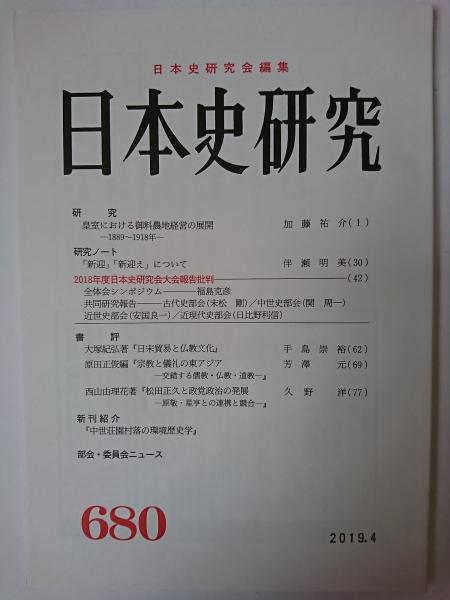 日本史研究会編集
日本史研究
研　究
皇室における御料農地経営の展開　加藤祐介(1)
―1889～1918年―
研究ノート
「新迎」「新迎え」について　伴瀬明美(30)
2018年度日本史研究会大会報告批判―(42)
全体会シンポジウム―福島克彦
共同研究報告―古代史部会(末松　剛)／中世史部会(関　周一)
近世史部会(安国良一)／近現代史部会(日比野利信)
書　評
大塚紀弘著『日宋貿易と仏教文化』　手島崇裕(62)
原田正俊編『宗教と儀礼の東アジア　芳澤　元(69)
―交錯する儒教・仏教・道教―』
西山由理花著『松田正久と政党政治の発展　久野　洋(77)
―原敬・星亨との連携と競合―』
新刊紹介
『中世荘園村落の環境歴史学』
部会・委員会ニュース
680
2019.4